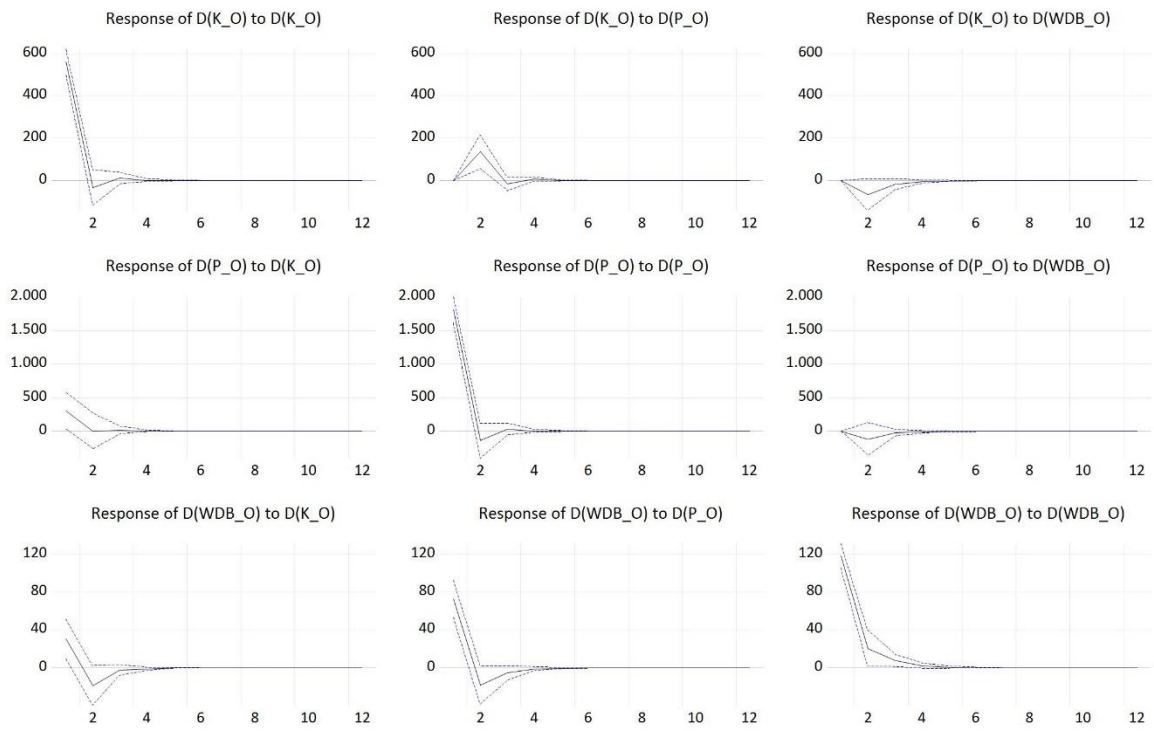 Response of D(K_O) to D(K_O)
600
400
200
0
2 4 6 8 10 12
Response of D(K_O) to D(P_O)
600
400
200
0
2 4 6 8 10 12
Response of D(K_O) to D(WDB_O)
600
400
200
0
2 4 6 8 10 12
Response of D(P_O) to D(K_O)
2.000
1.500
1.000
500
0
2 4 6 8 10 12
Response of D(P_O) to D(P_O)
2.000
1.500
1.000
500
0
2 4 6 8 10 12
Response of D(P_O) to D(WDB_O)
2.000
1.500
1.000
500
0
2 4 6 8 10 12
Response of D(WDB_O) to D(K_O)
120
80
40
0
2 4 6 8 10 12
Response of D(WDB_O) to D(P_O)
120
80
40
0
2 4 6 8 10 12
Response of D(WDB_O) to D(WDB_O)
120
80
40
0
2 4 6 8 10 12